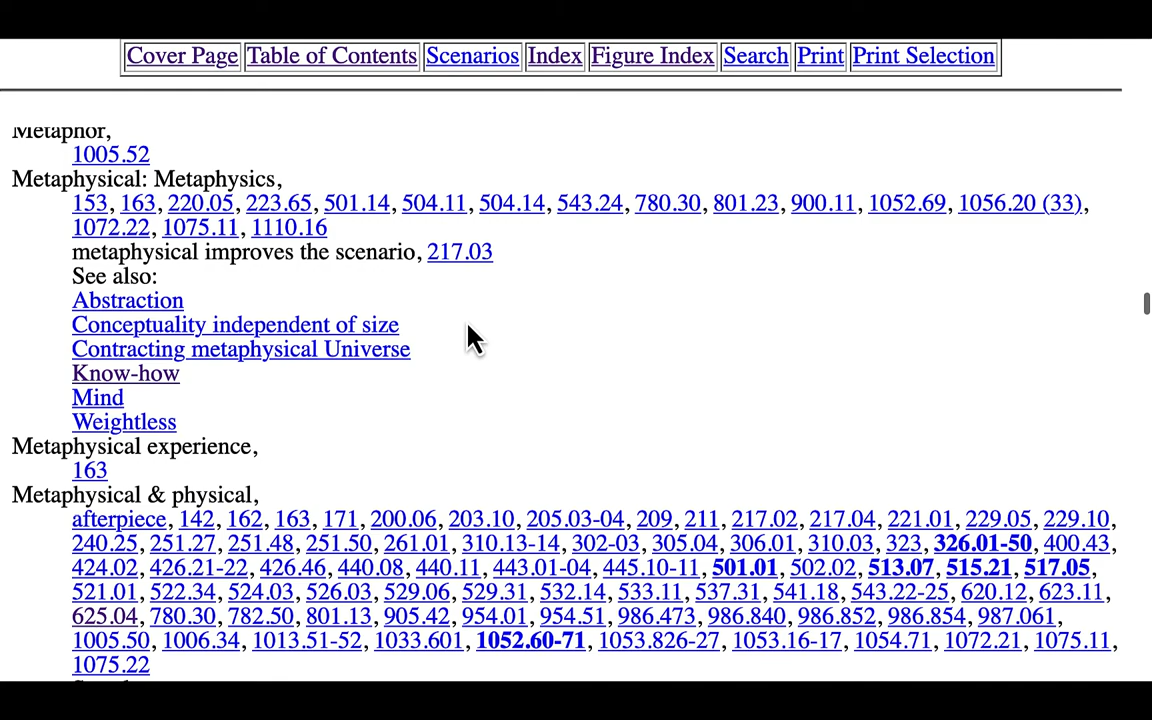 Cover Page Table of Contents Scenarios Index Figure Index Search Print Print Selection
Metaphor,
1005.52
Metaphysical: Metaphysics,
153, 163, 220.05, 223.65, 501.14, 504.11, 504.14, 543.24, 780.30, 801.23, 900.11, 1052.69, 1056.20 (33),
1072.22, 1075.11, 1110.16
metaphysical improves the scenario, 217.03
See also:
Abstraction
Conceptuality independent of size
Contracting metaphysical Universe
Know-how
Mind
Weightless
Metaphysical experience,
163
Metaphysical & physical,
afterpiece, 142, 162, 163, 171, 200.06, 203.10, 205.03-04, 209, 211, 217.02, 217.04, 221.01, 229.05, 229.10,
240.25, 251.27, 251.48, 251.50, 261.01, 310.13-14, 302-03, 305.04, 306.01, 310.03, 323, 326.01-50, 400.43,
424.02, 426.21-22, 426.46, 440.08, 440.11, 443.01-04, 445.10-11, 501.01, 502.02, 513.07, 515.21, 517.05,
521.01, 522.34, 524.03, 526.03, 529.06, 529.31, 532.14, 533.11, 537.31, 541.18, 543.22-25, 620.12, 623.11,
625.04, 780.30, 782.50, 801.13, 905.42, 954.01, 954.51, 986.473, 986.840, 986.852, 986.854, 987.061,
1005.50, 1006.34, 1013.51-52, 1033.601, 1052.60-71, 1053.826-27, 1053.16-17, 1054.71, 1072.21, 1075.11,
1075.22